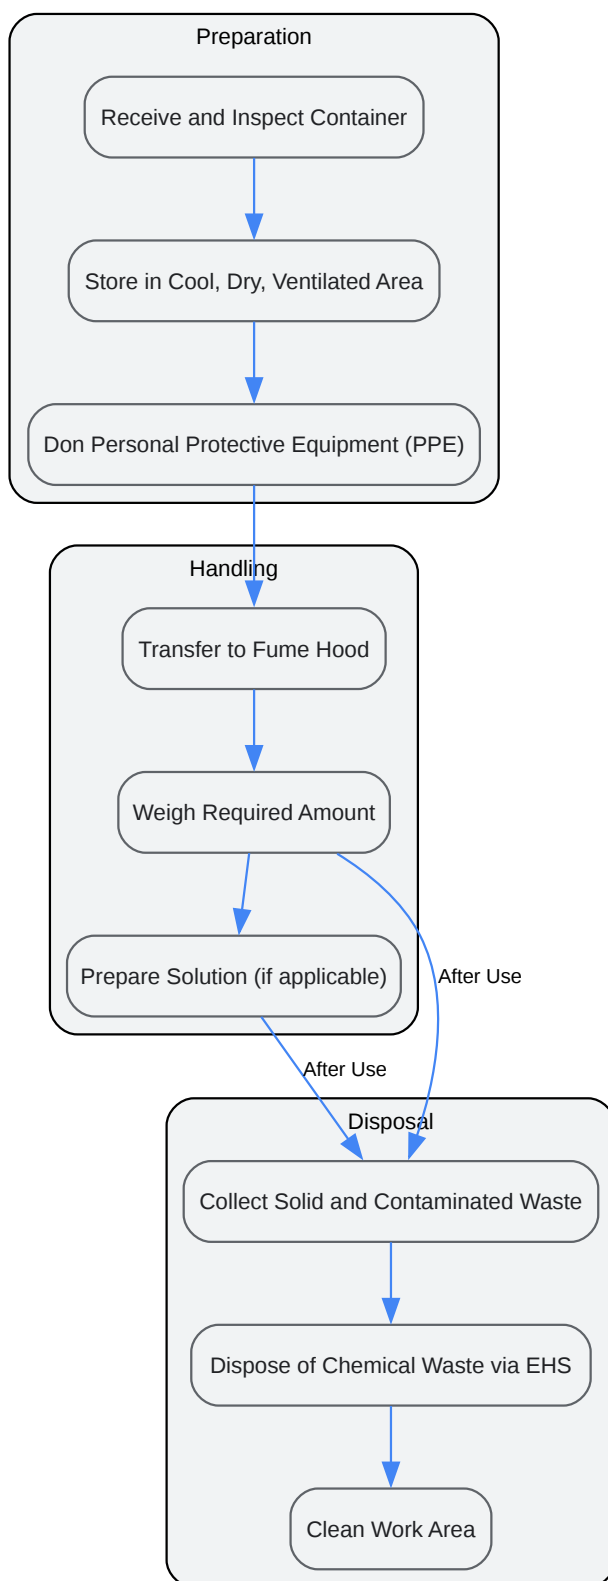 Preparation
Receive and Inspect Container
Store in Cool, Dry, Ventilated Area
Don Personal Protective Equipment (PPE)
Handling
Transfer to Fume Hood
Weigh Required Amount
Prepare Solution (if applicable)
After Use
After Use
Disposal
Collect Solid and Contaminated Waste
Dispose of Chemical Waste via EHS
Clean Work Area